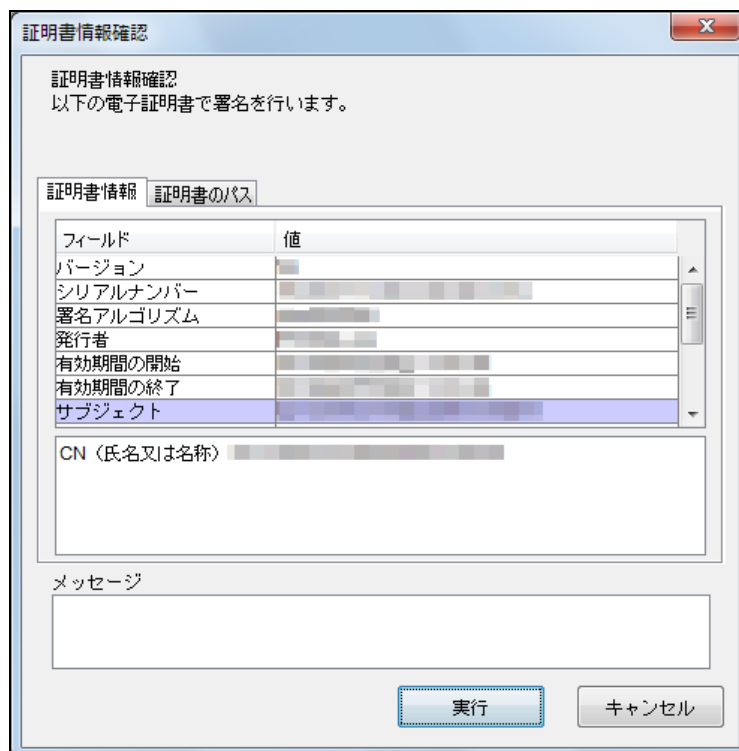 証明書情報確認
証明書情報確認
以下の電子証明書で署名を行います。
証明書情報 証明書のパス
フィールド 値
バージョン
シリアルナンバー
署名アルゴリズム
発行者
有効期間の開始
有効期間の終了
サブジェクト
CN（氏名又は名称）
メッセージ
実行 キャンセル